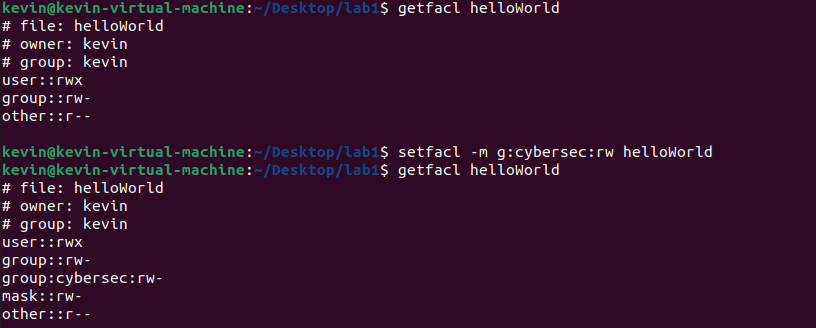 kevin@kevin-virtual-machine:~/Desktop/lab1$ getfacl helloWorld
# file: helloWorld
# owner: kevin
# group: kevin
user::rwx
group::rw-
other::r--
kevin@kevin-virtual-machine:~/Desktop/lab1$ setfacl -m g:cybersec:rw helloWorld
kevin@kevin-virtual-machine:~/Desktop/lab1$ getfacl helloWorld
# file: helloWorld
# owner: kevin
# group: kevin
user::rwx
group::rw-
group:cybersec:rw-
mask::rw-
other::r--